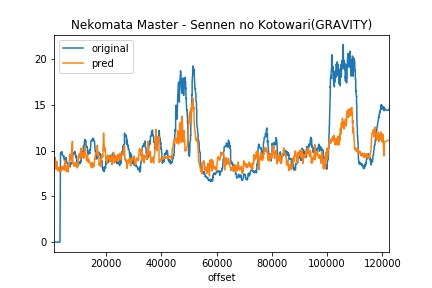 Nekomata Master - Sennen no Kotowari(GRAVITY)
original
pred
20
15
10
5
0
20000 40000 60000 80000 100000 120000
offset